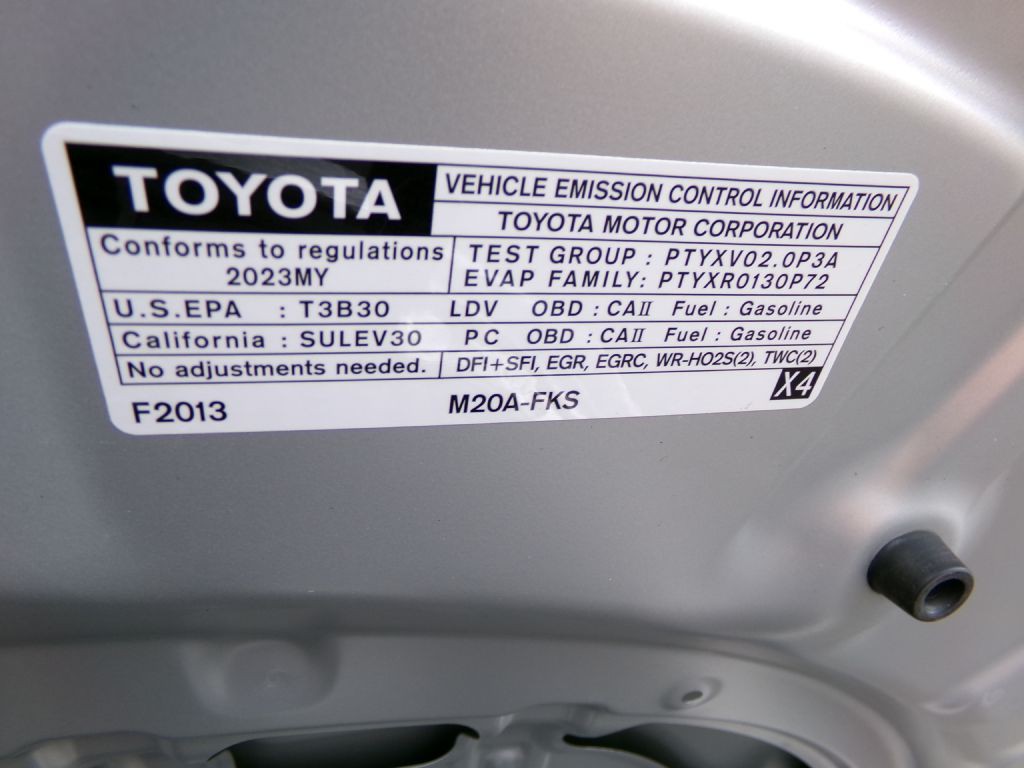 TOYOTA
VEHICLE EMISSION CONTROL INFORMATION
TOYOTA MOTOR CORPORATION
Conforms to regulations
2023MY
TEST GROUP : PTYXV02.0P3A
EVAP FAMILY: PTYXR0130P72
U.S.EPA : T3B30 LDV OBD : CAII Fuel : Gasoline
California : SULEV30 PC OBD : CAII Fuel : Gasoline
No adjustments needed. DFI+SFI, EGR, EGRC, WR-HO2S(2), TWC(2)
F2013 M20A-FKS X4